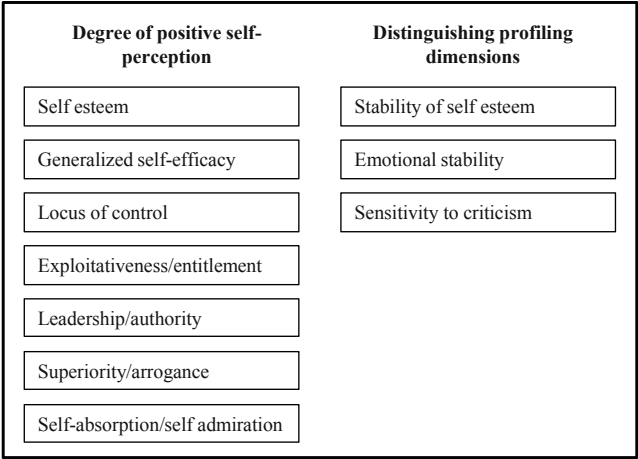 Degree of positive self-
perception
Self esteem
Generalized self-efficacy
Locus of control
Exploitativeness/entitlement
Leadership/authority
Superiority/arrogance
Self-absorption/self admiration
Distinguishing profiling
dimensions
Stability of self esteem
Emotional stability
Sensitivity to criticism